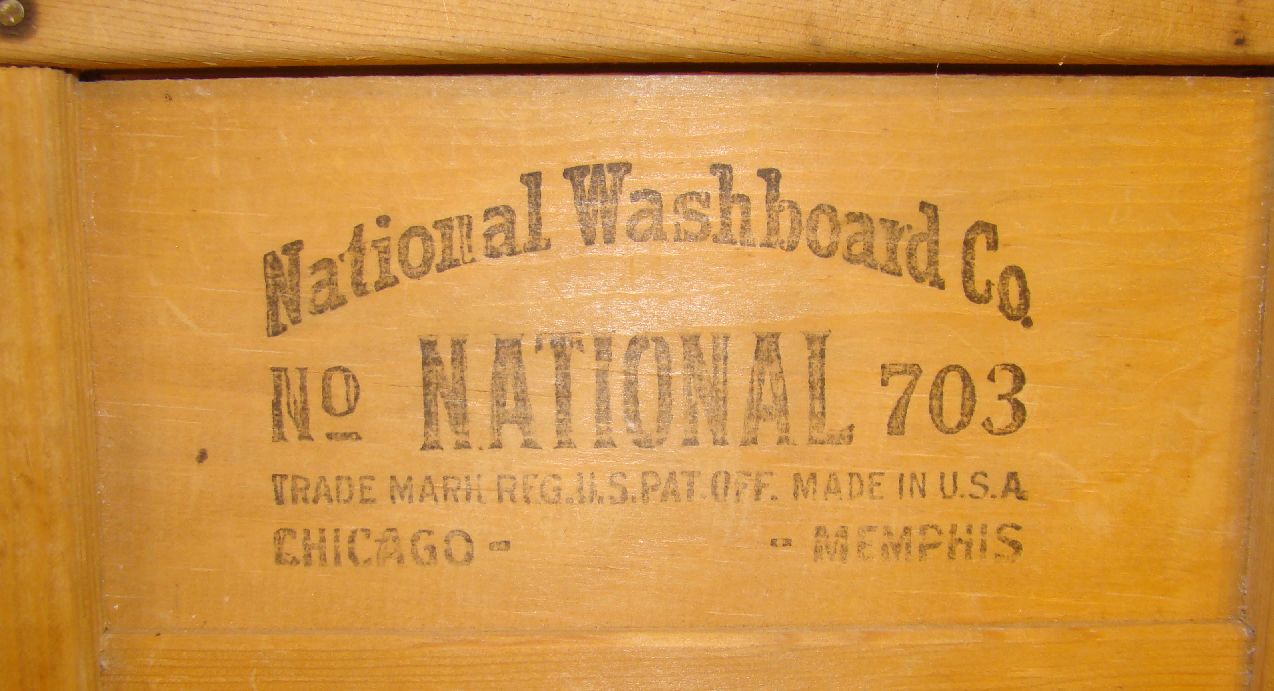 National Washboard Co.
No NATIONAL 703
TRADE MARK REG. U.S. PAT. OFF. MADE IN U.S.A
CHICAGO - - MEMPHIS